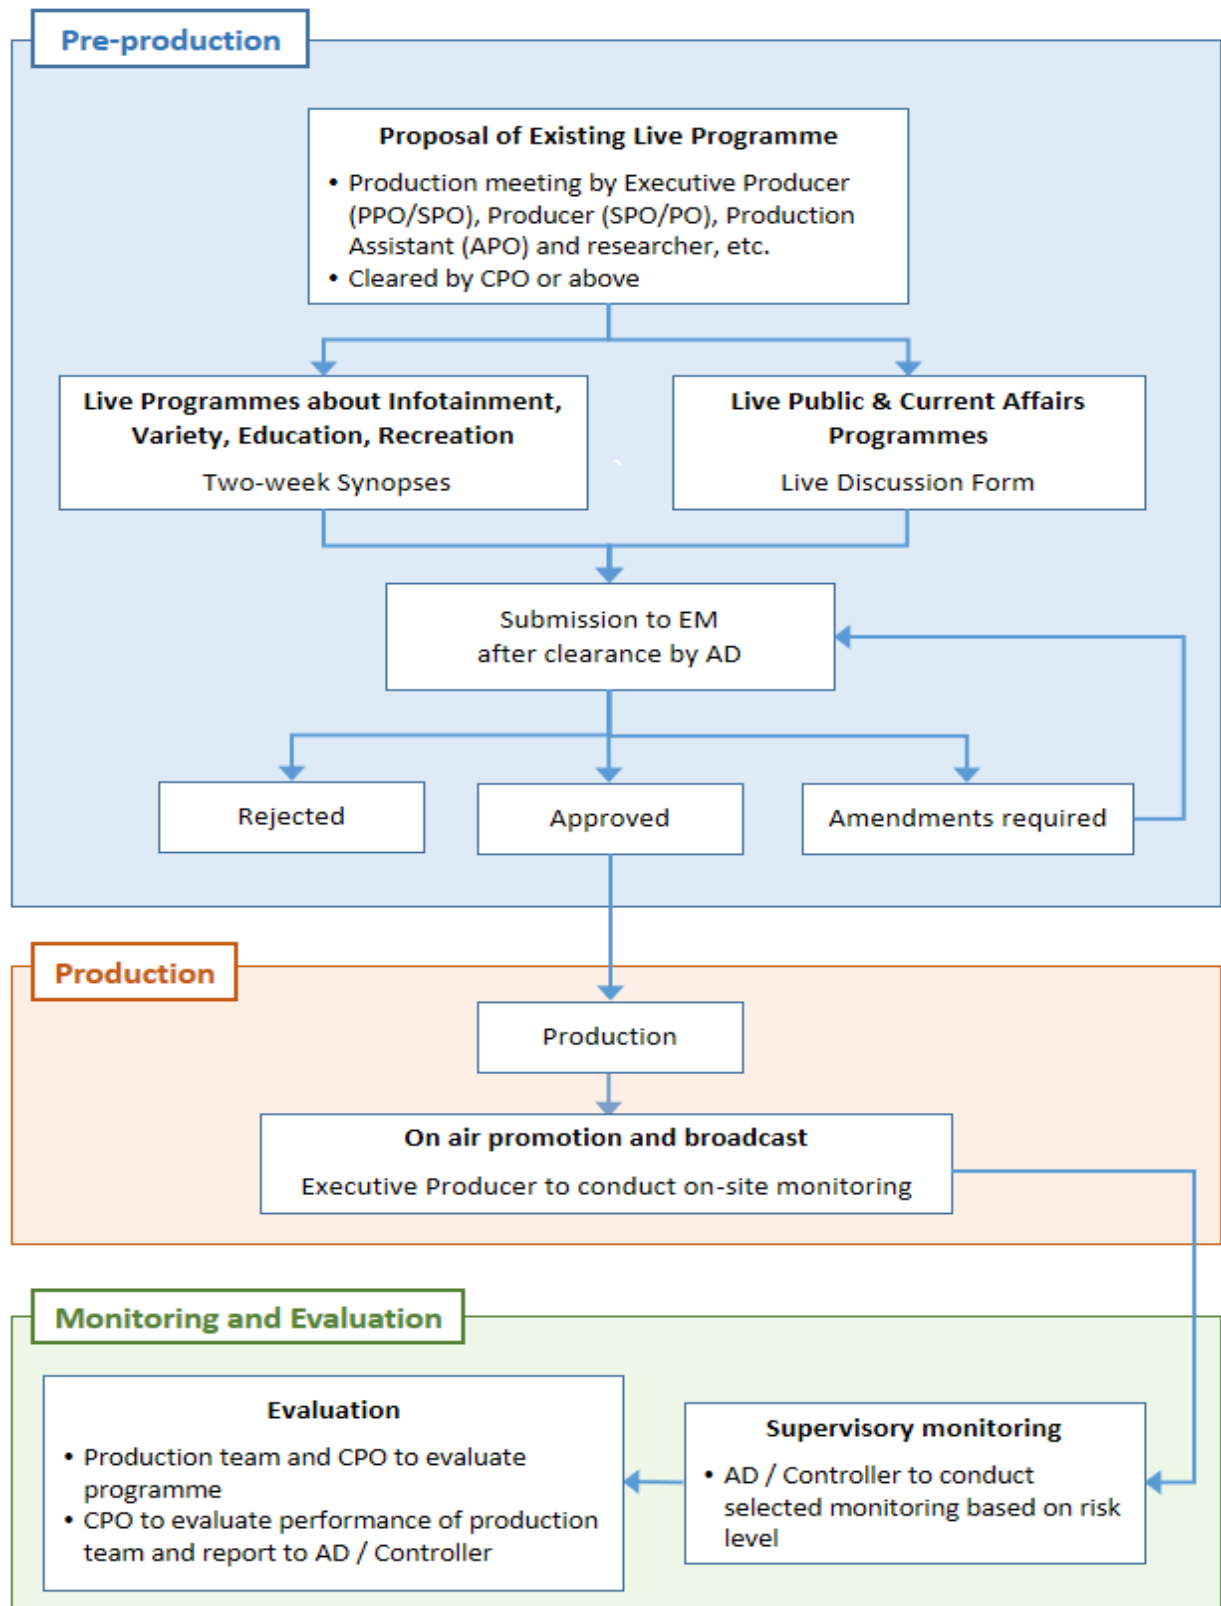 Pre-production
Proposal of Existing Live Programme
• Production meeting by Executive Producer
(PPO/SPO), Producer (SPO/PO), Production
Assistant (APO) and researcher, etc.
• Cleared by CPO or above
Live Programmes about Infotainment,
Variety, Education, Recreation
Two-week Synopses
Live Public & Current Affairs
Programmes
Live Discussion Form
Submission to EM
after clearance by AD
Rejected
Approved
Amendments required
Production
Production
On air promotion and broadcast
Executive Producer to conduct on-site monitoring
Monitoring and Evaluation
Evaluation
• Production team and CPO to evaluate
programme
• CPO to evaluate performance of production
team and report to AD / Controller
Supervisory monitoring
• AD / Controller to conduct
selected monitoring based on risk
level